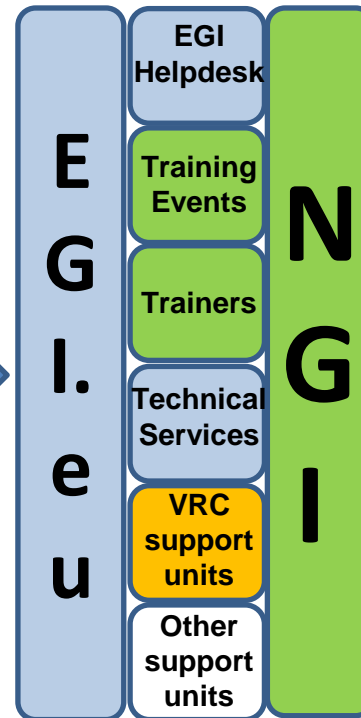 E
G
I.
e
u
EGI
Helpdesk
Training
Events
Trainers
Technical
Services
VRC
support
units
Other
support
units
N
G
I